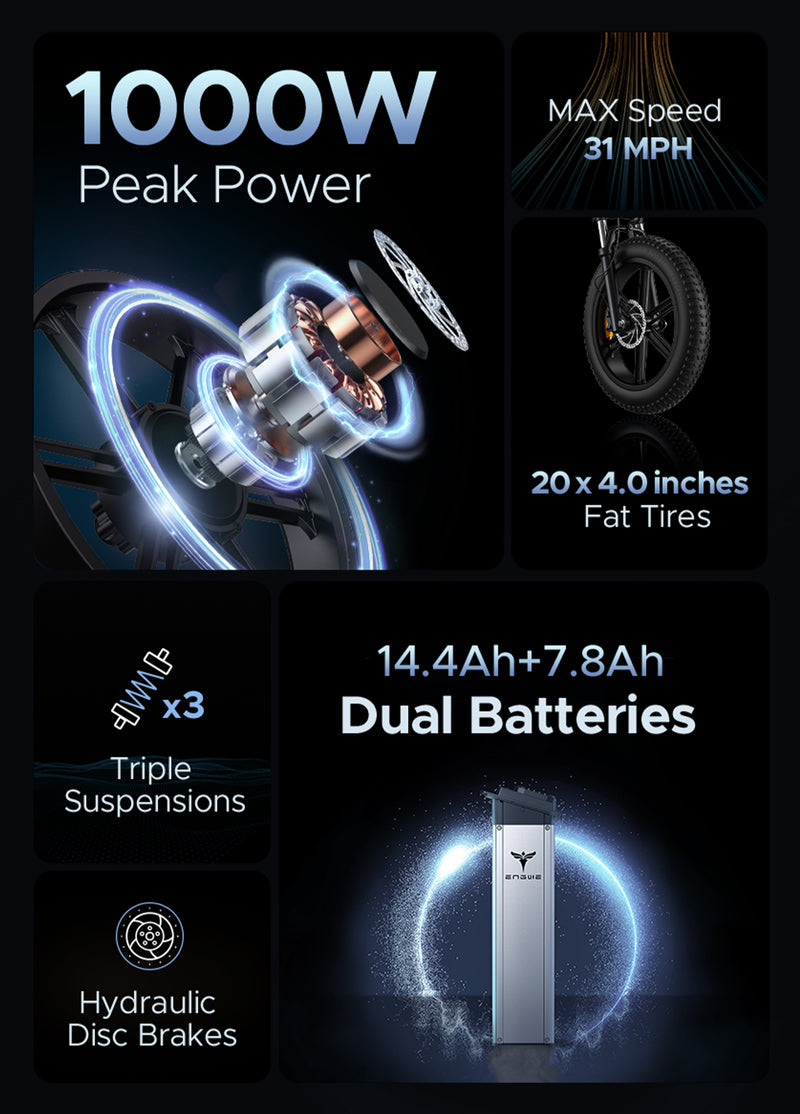 1000W
Peak Power
MAX Speed
31 MPH
20 x 4.0 inches
Fat Tires
x3
Triple
Suspensions
14.4Ah+7.8Ah
Dual Batteries
ENGWE
Hydraulic
Disc Brakes